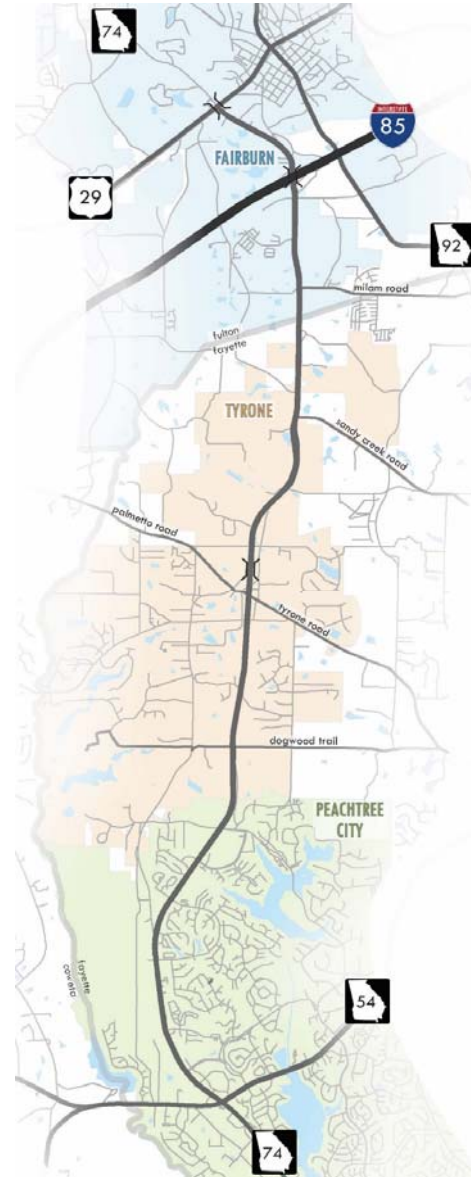 74
INTERSTATE
85
FAIRBURN
29
92
milam road
fulton
fayette
TYRONE
sandy creek road
palmetto road
tyrone road
dogwood trail
PEACHTREE
CITY
fayette
coweta
54
74